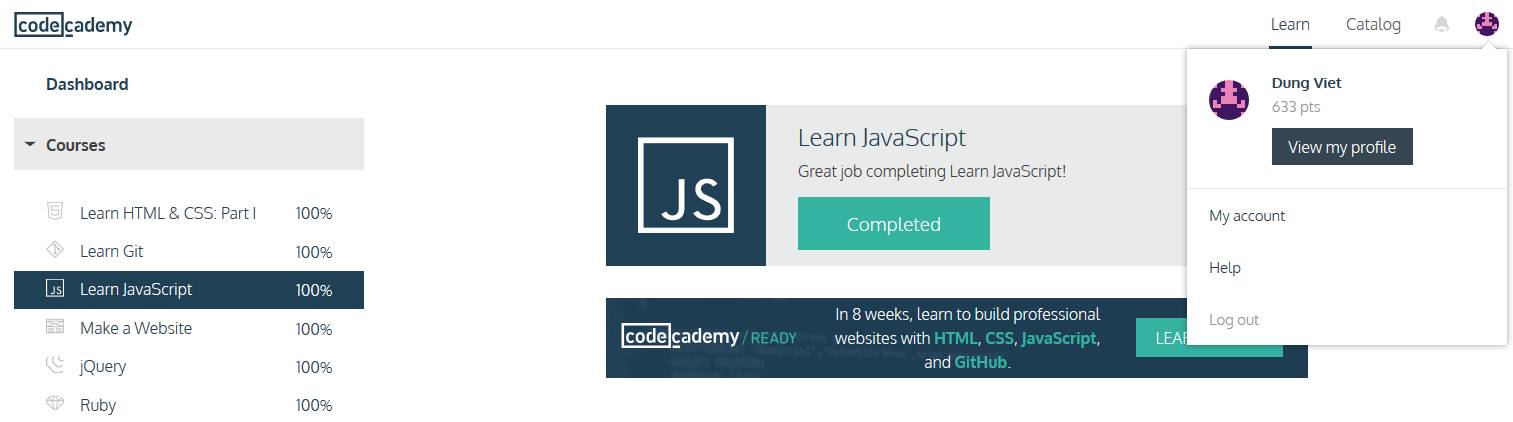 codecademy
Learn
Catalog
Dashboard
Courses
Learn HTML & CSS: Part I 100%
Learn Git 100%
JS Learn JavaScript 100%
Make a Website 100%
jQuery 100%
Ruby 100%
JS
Learn JavaScript
Great job completing Learn JavaScript!
Completed
codecademy / READY
In 8 weeks, learn to build professional
websites with HTML, CSS, JavaScript,
and GitHub.
Dung Viet
633 pts
View my profile
My account
Help
Log out